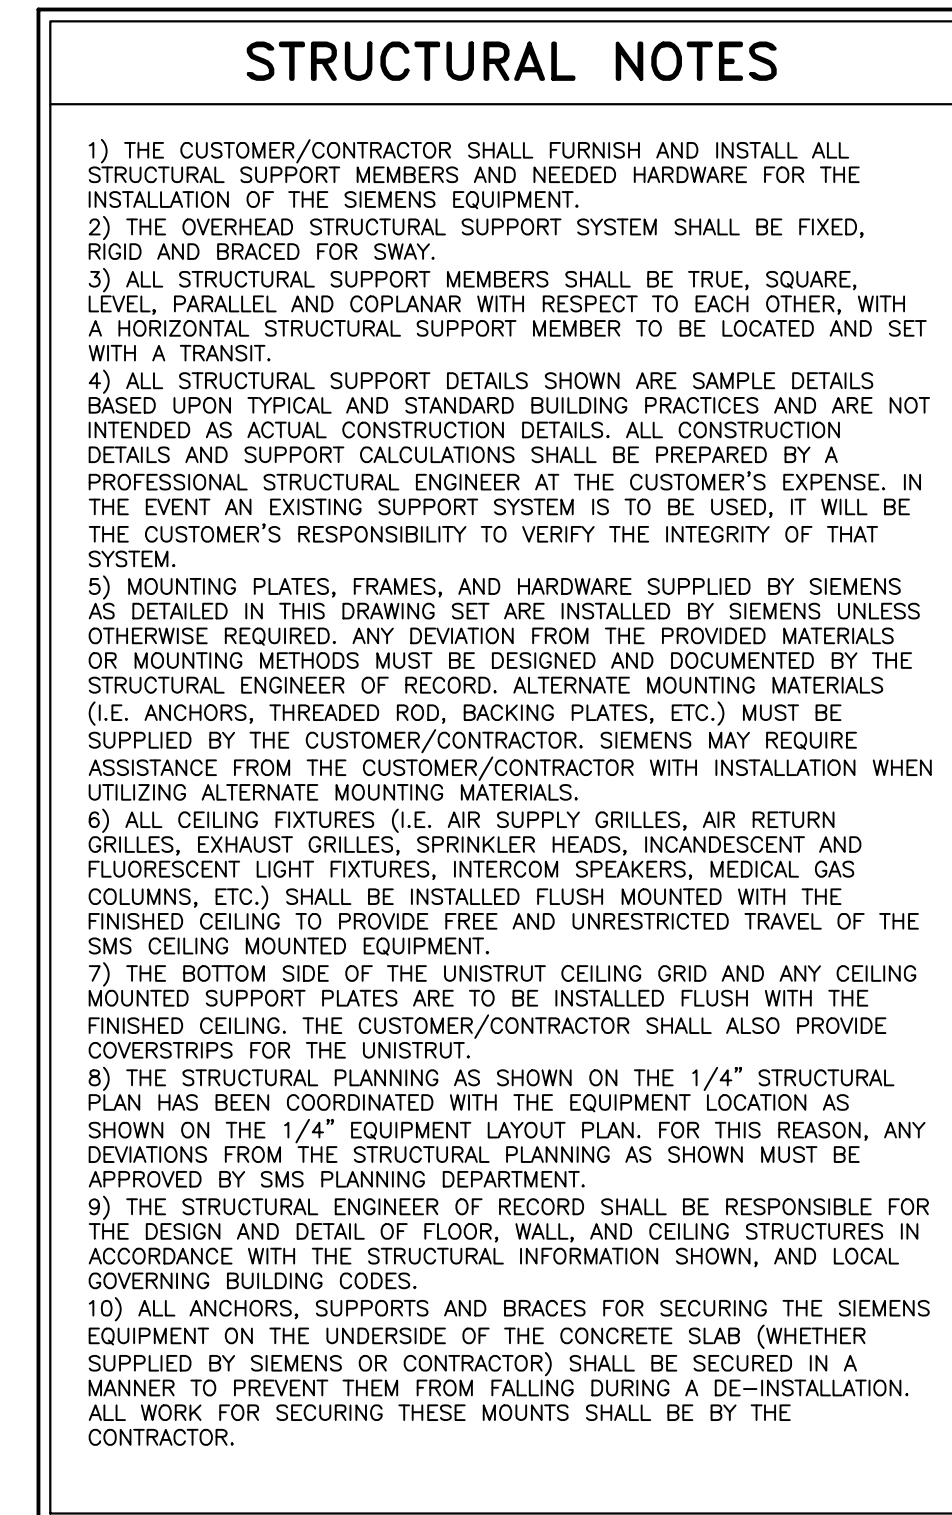 STRUCTURAL NOTES
1) THE CUSTOMER/CONTRACTOR SHALL FURNISH AND INSTALL ALL
STRUCTURAL SUPPORT MEMBERS AND NEEDED HARDWARE FOR THE
INSTALLATION OF THE SIEMENS EQUIPMENT.
2) THE OVERHEAD STRUCTURAL SUPPORT SYSTEM SHALL BE FIXED,
RIGID AND BRACED FOR SWAY.
3) ALL STRUCTURAL SUPPORT MEMBERS SHALL BE TRUE, SQUARE,
LEVEL, PARALLEL AND COPLANAR WITH RESPECT TO EACH OTHER, WITH
A HORIZONTAL STRUCTURAL SUPPORT MEMBER TO BE LOCATED AND SET
WITH A TRANSIT.
4) ALL STRUCTURAL SUPPORT DETAILS SHOWN ARE SAMPLE DETAILS
BASED UPON TYPICAL AND STANDARD BUILDING PRACTICES AND ARE NOT
INTENDED AS ACTUAL CONSTRUCTION DETAILS. ALL CONSTRUCTION
DETAILS AND SUPPORT CALCULATIONS SHALL BE PREPARED BY A
PROFESSIONAL STRUCTURAL ENGINEER AT THE CUSTOMER'S EXPENSE. IN
THE EVENT AN EXISTING SUPPORT SYSTEM IS TO BE USED, IT WILL BE
THE CUSTOMER'S RESPONSIBILITY TO VERIFY THE INTEGRITY OF THAT
SYSTEM.
5) MOUNTING PLATES, FRAMES, AND HARDWARE SUPPLIED BY SIEMENS
AS DETAILED IN THIS DRAWING SET ARE INSTALLED BY SIEMENS UNLESS
OTHERWISE REQUIRED. ANY DEVIATION FROM THE PROVIDED MATERIALS
OR MOUNTING METHODS MUST BE DESIGNED AND DOCUMENTED BY THE
STRUCTURAL ENGINEER OF RECORD. ALTERNATE MOUNTING MATERIALS
(I.E. ANCHORS, THREADED ROD, BACKING PLATES, ETC.) MUST BE
SUPPLIED BY THE CUSTOMER/CONTRACTOR. SIEMENS MAY REQUIRE
ASSISTANCE FROM THE CUSTOMER/CONTRACTOR WITH INSTALLATION WHEN
UTILIZING ALTERNATE MOUNTING MATERIALS.
6) ALL CEILING FIXTURES (I.E. AIR SUPPLY GRILLES, AIR RETURN
GRILLES, EXHAUST GRILLES, SPRINKLER HEADS, INCANDESCENT AND
FLUORESCENT LIGHT FIXTURES, INTERCOM SPEAKERS, MEDICAL GAS
COLUMNS, ETC.) SHALL BE INSTALLED FLUSH MOUNTED WITH THE
FINISHED CEILING TO PROVIDE FREE AND UNRESTRICTED TRAVEL OF THE
SMS CEILING MOUNTED EQUIPMENT.
7) THE BOTTOM SIDE OF THE UNISTRUT CEILING GRID AND ANY CEILING
MOUNTED SUPPORT PLATES ARE TO BE INSTALLED FLUSH WITH THE
FINISHED CEILING. THE CUSTOMER/CONTRACTOR SHALL ALSO PROVIDE
COVERSTRIPS FOR THE UNISTRUT.
8) THE STRUCTURAL PLANNING AS SHOWN ON THE 1/4" STRUCTURAL
PLAN HAS BEEN COORDINATED WITH THE EQUIPMENT LOCATION AS
SHOWN ON THE 1/4" EQUIPMENT LAYOUT PLAN. FOR THIS REASON, ANY
DEVIATIONS FROM THE STRUCTURAL PLANNING AS SHOWN MUST BE
APPROVED BY SMS PLANNING DEPARTMENT.
9) THE STRUCTURAL ENGINEER OF RECORD SHALL BE RESPONSIBLE FOR
THE DESIGN AND DETAIL OF FLOOR, WALL, AND CEILING STRUCTURES IN
ACCORDANCE WITH THE STRUCTURAL INFORMATION SHOWN, AND LOCAL
GOVERNING BUILDING CODES.
10) ALL ANCHORS, SUPPORTS AND BRACES FOR SECURING THE SIEMENS
EQUIPMENT ON THE UNDERSIDE OF THE CONCRETE SLAB (WHETHER
SUPPLIED BY SIEMENS OR CONTRACTOR) SHALL BE SECURED IN A
MANNER TO PREVENT THEM FROM FALLING DURING A DE-INSTALLATION.
ALL WORK FOR SECURING THESE MOUNTS SHALL BE BY THE
CONTRACTOR.